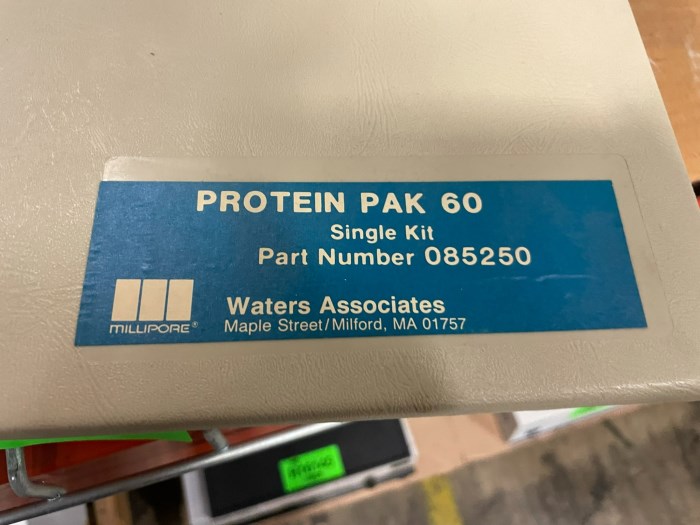 PROTEIN PAK 60
Single Kit
Part Number 085250
MILLIPORE®
Waters Associates
Maple Street/Milford, MA 01757